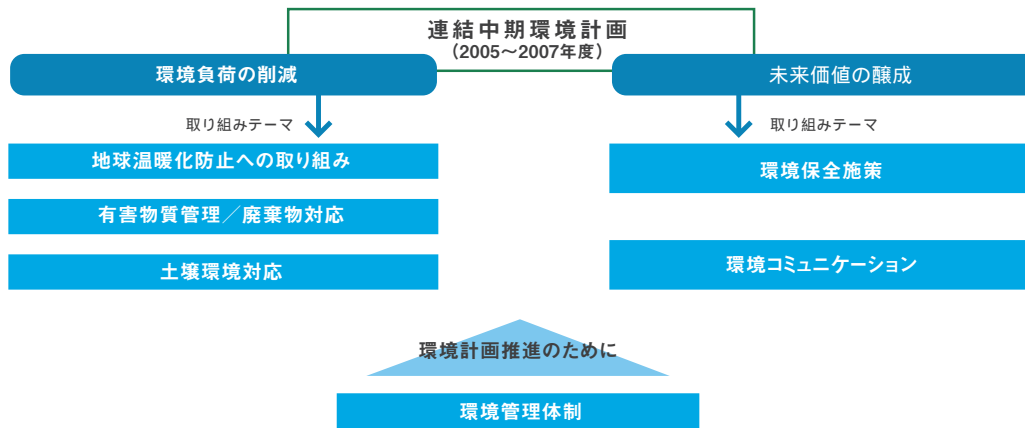 連結中期環境計画
（2005〜2007年度）
環境負荷の削減
未来価値の醸成
取り組みテーマ
取り組みテーマ
地球温暖化防止への取り組み
有害物質管理／廃棄物対応
土壌環境対応
環境保全施策
環境コミュニケーション
環境計画推進のために
環境管理体制